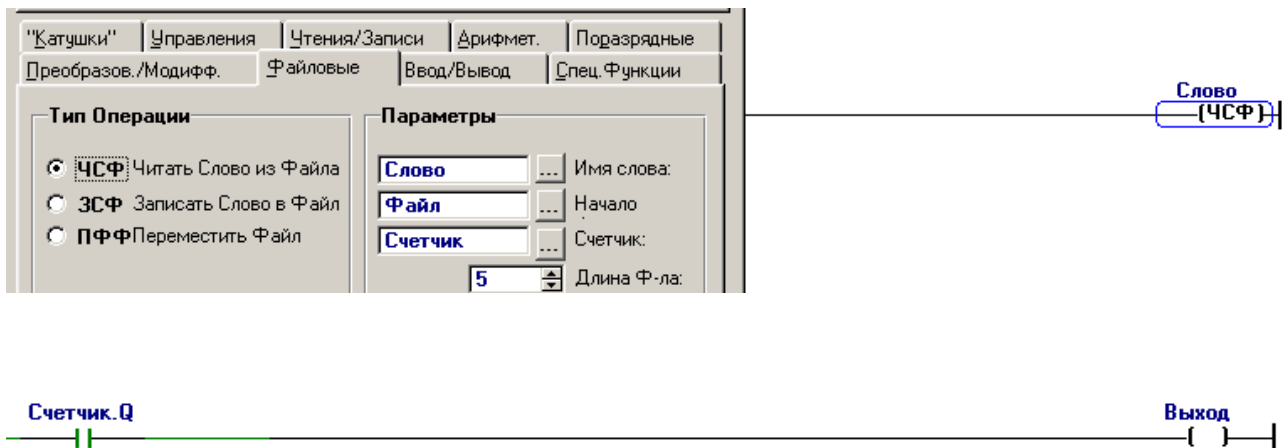 "Катушки" Управления Чтения/Записи Арифмет. Поразрядные
Преобразов./Модифф. Файловые Ввод/Вывод Спец.Функции
Тип Операции Параметры
ЧСФ Читать Слово из Файла
ЗСФ Записать Слово в Файл
ПФФ Переместить Файл
Слово ... Имя слова:
Файл ... Начало
Счетчик ... Счетчик:
5 Длина Ф-ла:
Слово
(ЧСФ)
Счетчик.Q Выход
( )